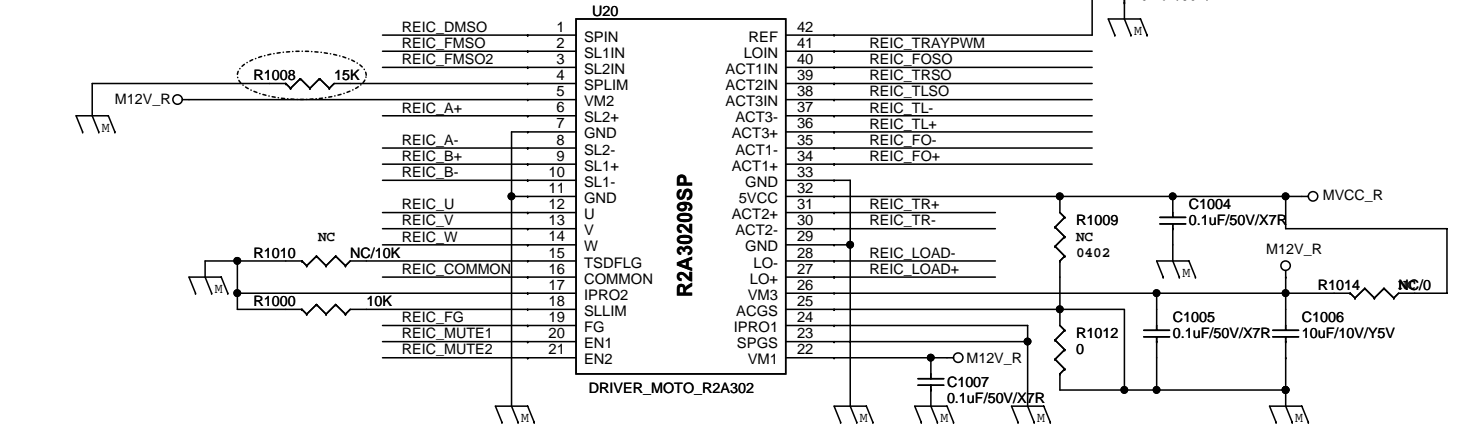 U20
REIC_DMSO 1 SPIN REF 42
REIC_FMSO 2 SL1IN LOIN 41 REIC_TRAYPWM
REIC_FMSO2 3 SL2IN ACT1IN 40 REIC_FOSO
R1008 15K 4 SPLIM ACT2IN 39 REIC_TRSO
M12V_R 5 VM2 ACT3IN 38 REIC_TLSO
REIC_A+ 6 SL2+ ACT3- 37 REIC_TL-
7 GND ACT3+ 36 REIC_TL+
REIC_A- 8 SL2- ACT1- 35 REIC_FO-
REIC_B+ 9 SL1+ ACT1+ 34 REIC_FO+
REIC_B- 10 SL1- GND 33
11 GND 5VCC 32 MVCC_R
REIC_U 12 U ACT2+ 31 REIC_TR+
REIC_V 13 V ACT2- 30 REIC_TR-
REIC_W 14 W GND 29
R1010 NC NC/10K 15 TSDFLG LO- 28 REIC_LOAD-
REIC_COMMON 16 COMMON LO+ 27 REIC_LOAD+
17 IPRO2 VM3 26
R1000 10K 18 SLLIM ACGS 25
REIC_FG 19 FG IPRO1 24
REIC_MUTE1 20 EN1 SPGS 23
REIC_MUTE2 21 EN2 VM1 22
R2A30209SP
DRIVER_MOTO_R2A302
R1009
NC
0402
C1004
0.1uF/50V/X7R
M12V_R
R1014 NC/0
C1005
0.1uF/50V/X7R
C1006
10uF/10V/Y5V
R1012
0
M12V_R
C1007
0.1uF/50V/X7R
M
M
M
M
M
M
M
M
M